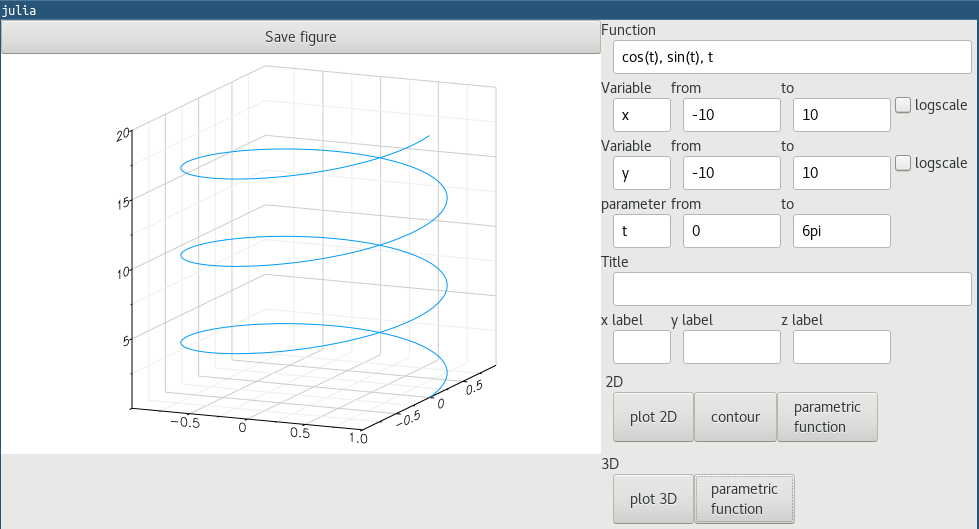 julia
Save figure
20
15
10
5
-0.5
0
0.5
1.0
-0.5
0
0.5
Function
cos(t), sin(t), t
Variable from to
x -10 10 logscale
Variable from to
y -10 10 logscale
parameter from to
t 0 6pi
Title
x label y label z label
2D
plot 2D contour parametric
function
3D
plot 3D parametric
function